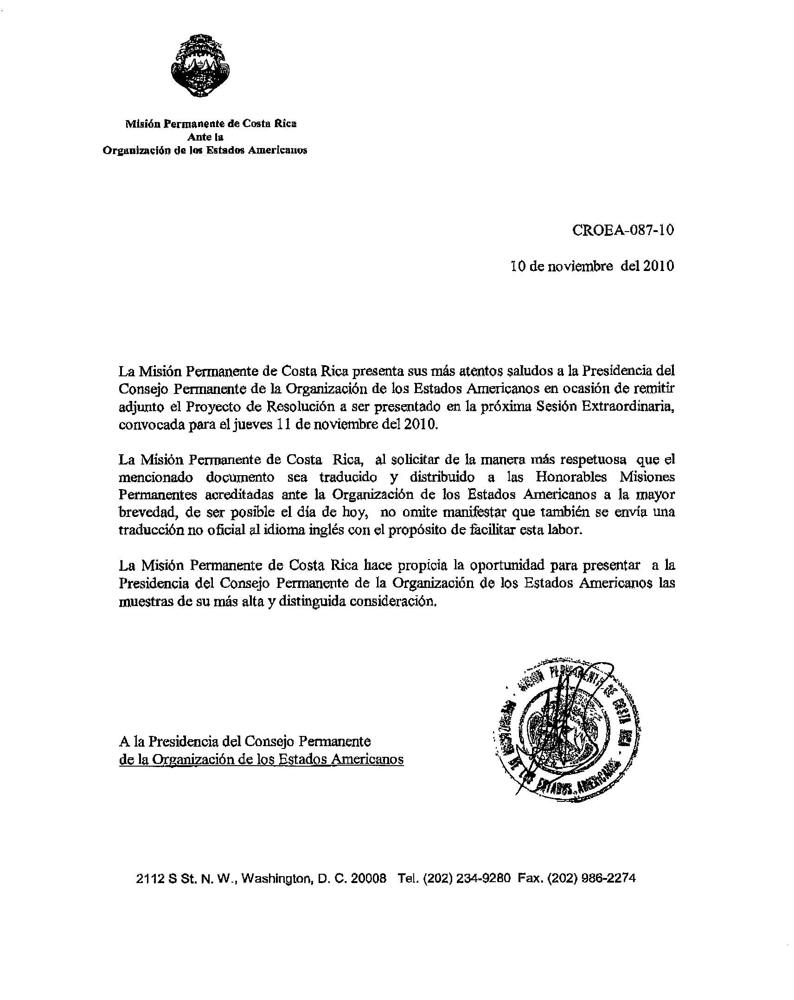 Misión Permanente de Costa Rica
Ante la
Organización de los Estados Americanos
CROEA-087-10
10 de noviembre del 2010
La Misión Permanente de Costa Rica presenta sus más atentos saludos a la Presidencia del
Consejo Permanente de la Organización de los Estados Americanos en ocasión de remitir
adjunto el Proyecto de Resolución a ser presentado en la próxima Sesión Extraordinaria,
convocada para el jueves 11 de noviembre del 2010.
La Misión Permanente de Costa Rica, al solicitar de la manera más respetuosa que el
mencionado documento sea traducido y distribuido a las Honorables Misiones
Permanentes acreditadas ante la Organización de los Estados Americanos a la mayor
brevedad, de ser posible el día de hoy, no omite manifestar que también se envía una
traducción no oficial al idioma inglés con el propósito de facilitar esta labor.
La Misión Permanente de Costa Rica hace propicia la oportunidad para presentar a la
Presidencia del Consejo Permanente de la Organización de los Estados Americanos las
muestras de su más alta y distinguida consideración.
PERMANENTE DE COSTA RICA
DE LOS ESTADOS AMERICANOS
A la Presidencia del Consejo Permanente
de la Organización de los Estados Americanos
2112 S St. N. W., Washington, D. C. 20008 Tel. (202) 234-9280 Fax. (202) 986-2274